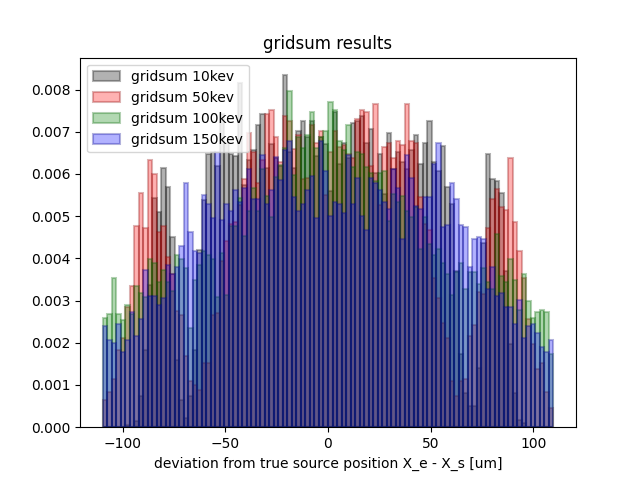 gridsum results
gridsum 10kev
gridsum 50kev
gridsum 100kev
gridsum 150kev
0.008
0.007
0.006
0.005
0.004
0.003
0.002
0.001
0.000
−100 −50 0 50 100
deviation from true source position X_e - X_s [um]